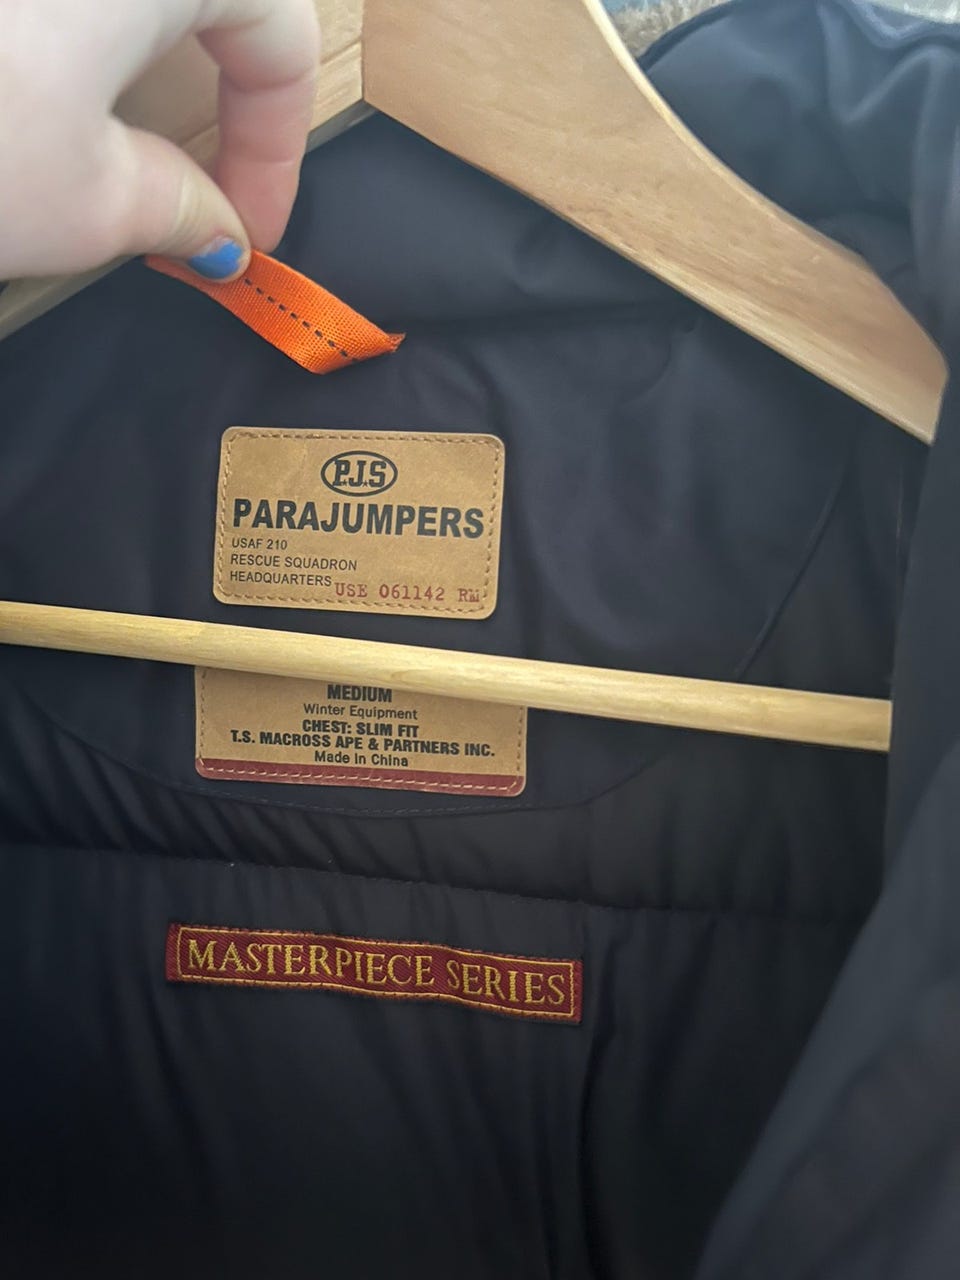 P.J.S
PARAJUMPERS
USAF 210
RESCUE SQUADRON
HEADQUARTERS USE 061142 RM
MEDIUM
Winter Equipment
CHEST: SLIM FIT
T.S. MACROSS APE & PARTNERS INC.
Made in China
MASTERPIECE SERIES